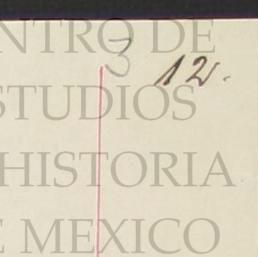 NTRO DE
3
12.
STUDIOS
HISTORIA
E MEXICO